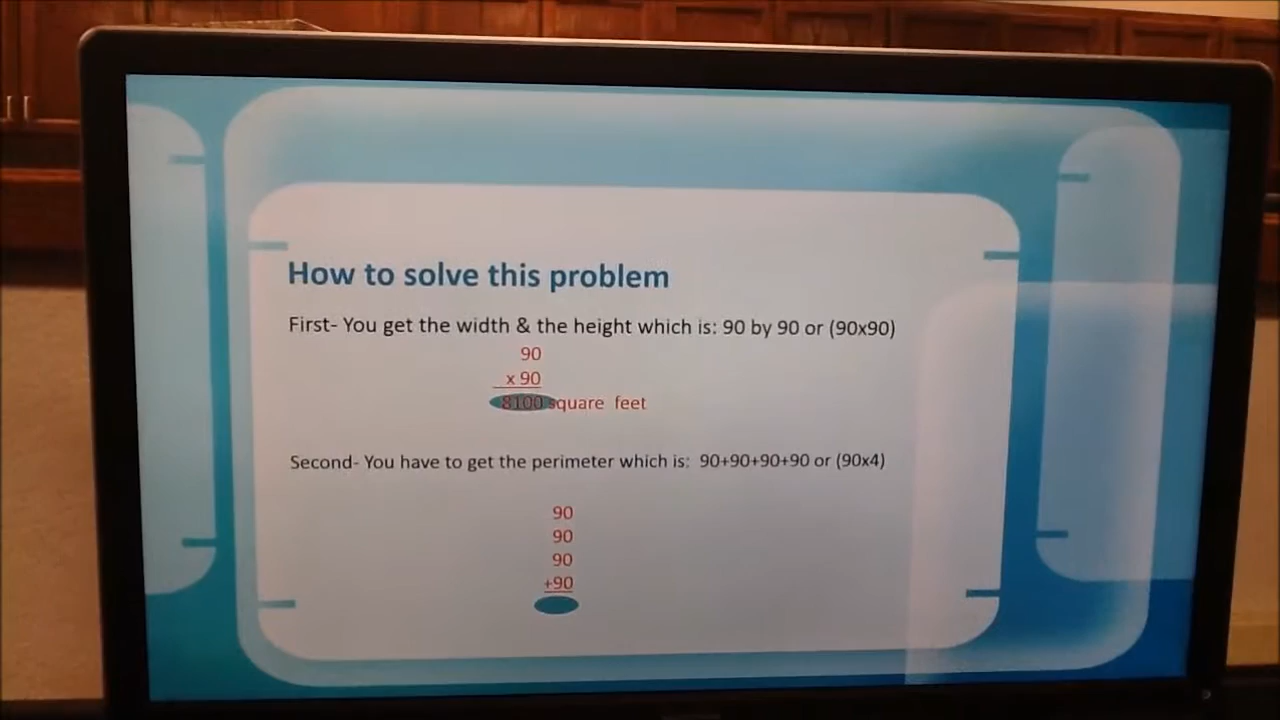 How to solve this problem
First- You get the width & the height which is: 90 by 90 or (90x90)
90
x 90
8100 square feet
Second- You have to get the perimeter which is: 90+90+90+90 or (90x4)
90
90
90
+90